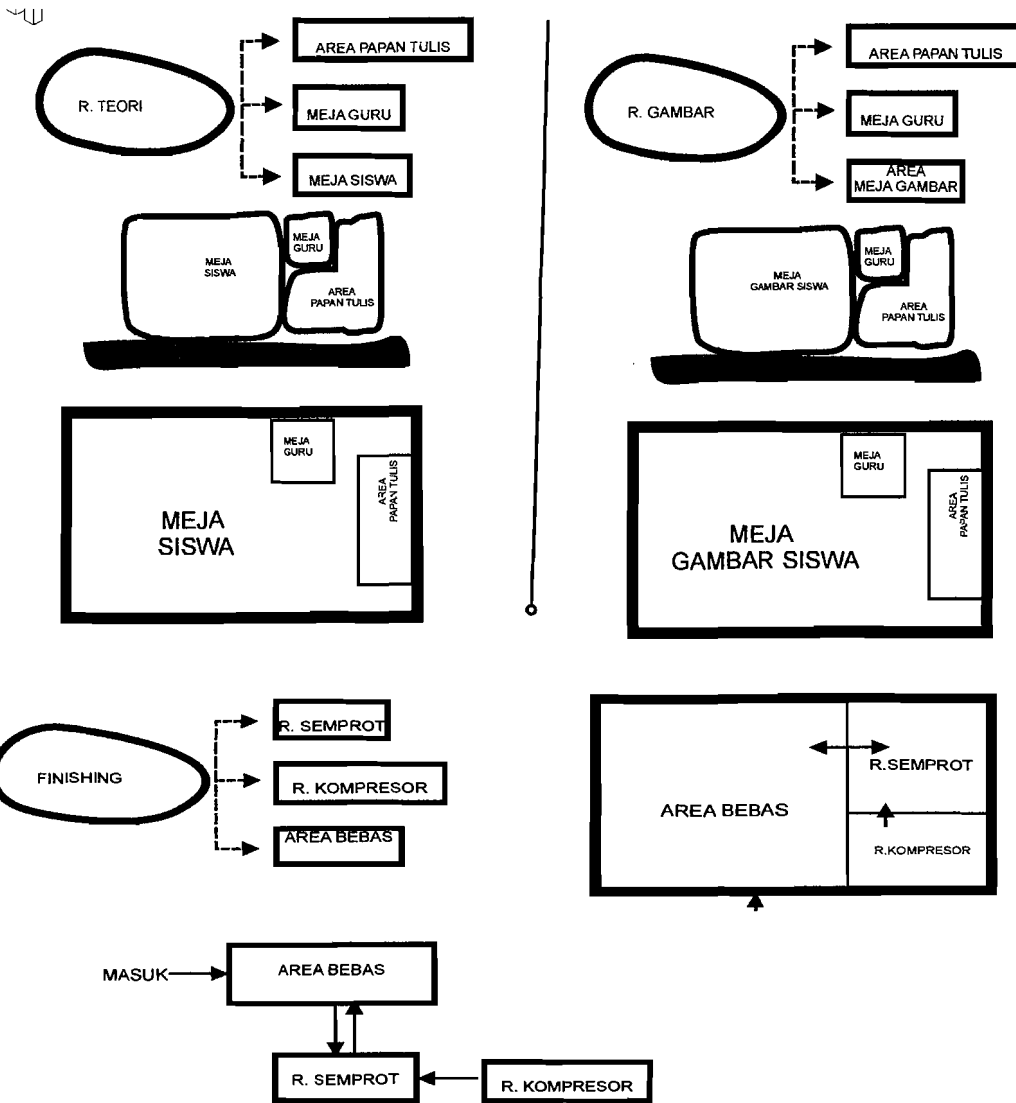 AREA PAPAN TULIS
R. TEORI
MEJA GURU
MEJA SISWA
AREA PAPAN TULIS
R. GAMBAR
MEJA GURU
AREA
MEJA GAMBAR
MEJA
SISWA
MEJA
GURU
AREA
PAPAN TULIS
MEJA
GAMBAR SISWA
MEJA
GURU
AREA
PAPAN TULIS
MEJA
SISWA
MEJA
GURU
AREA
PAPAN TULIS
MEJA
GAMBAR SISWA
MEJA
GURU
AREA
PAPAN TULIS
FINISHING
R. SEMPROT
R. KOMPRESOR
AREA BEBAS
AREA BEBAS
R.SEMPROT
R.KOMPRESOR
MASUK
AREA BEBAS
R. SEMPROT
R. KOMPRESOR